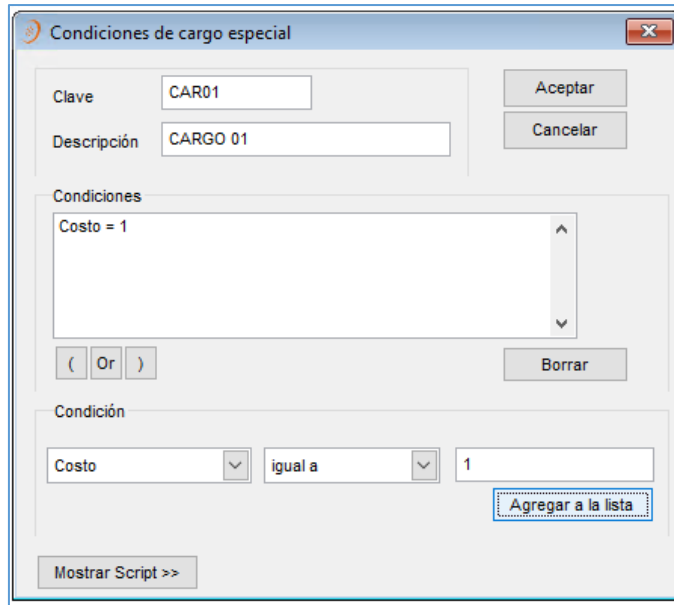 Condiciones de cargo especial
Clave CAR01 Aceptar
Descripción CARGO 01 Cancelar
Condiciones
Costo = 1
( Or ) Borrar
Condición
Costo igual a 1
Agregar a la lista
Mostrar Script >>